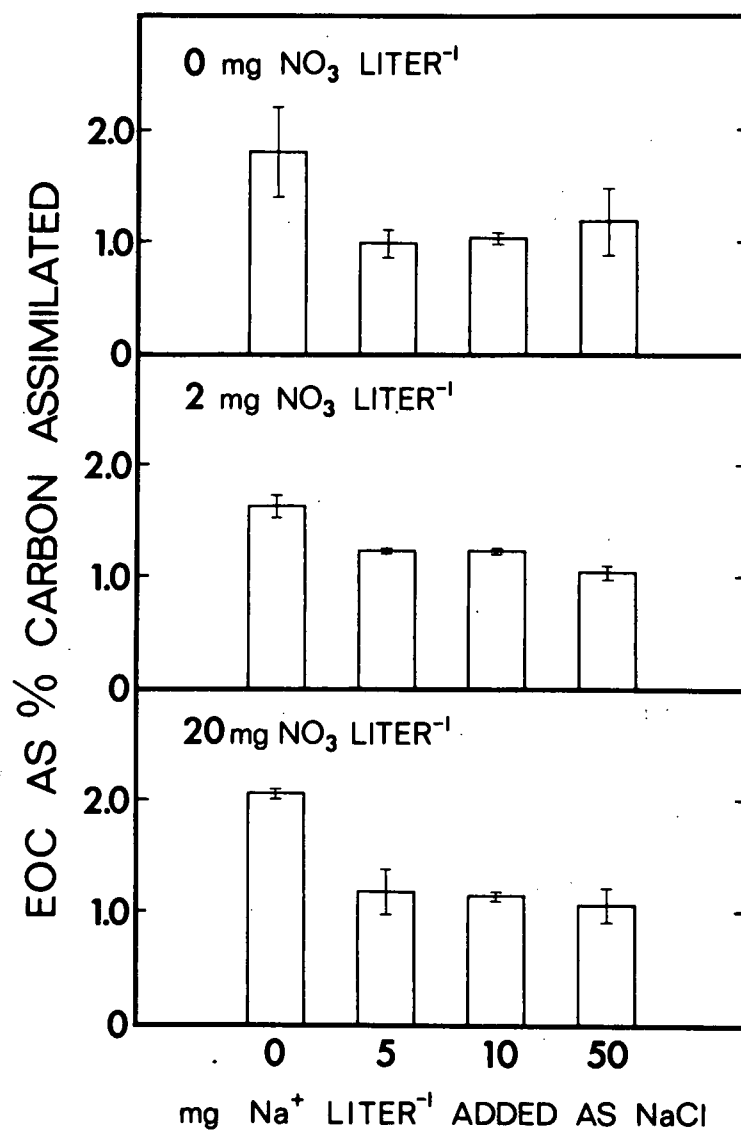 EOC AS % CARBON ASSIMILATED
0 mg NO₃ LITER⁻¹
2.0
1.0
0
2 mg NO₃ LITER⁻¹
2.0
1.0
0
20 mg NO₃ LITER⁻¹
2.0
1.0
0
0 5 10 50
mg Na⁺ LITER⁻¹ ADDED AS NaCl